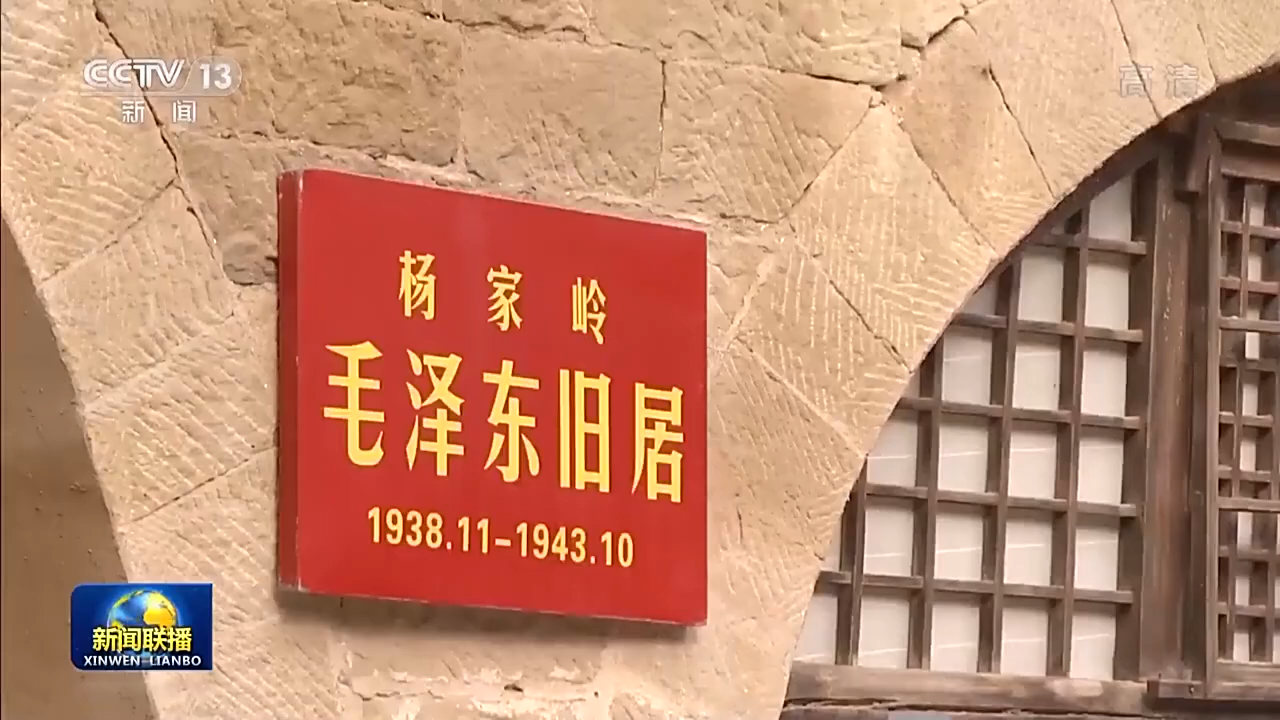 CCTV 13
新闻
高清
杨家岭
毛泽东旧居
1938.11-1943.10
新闻联播
XINWEN LIANBO